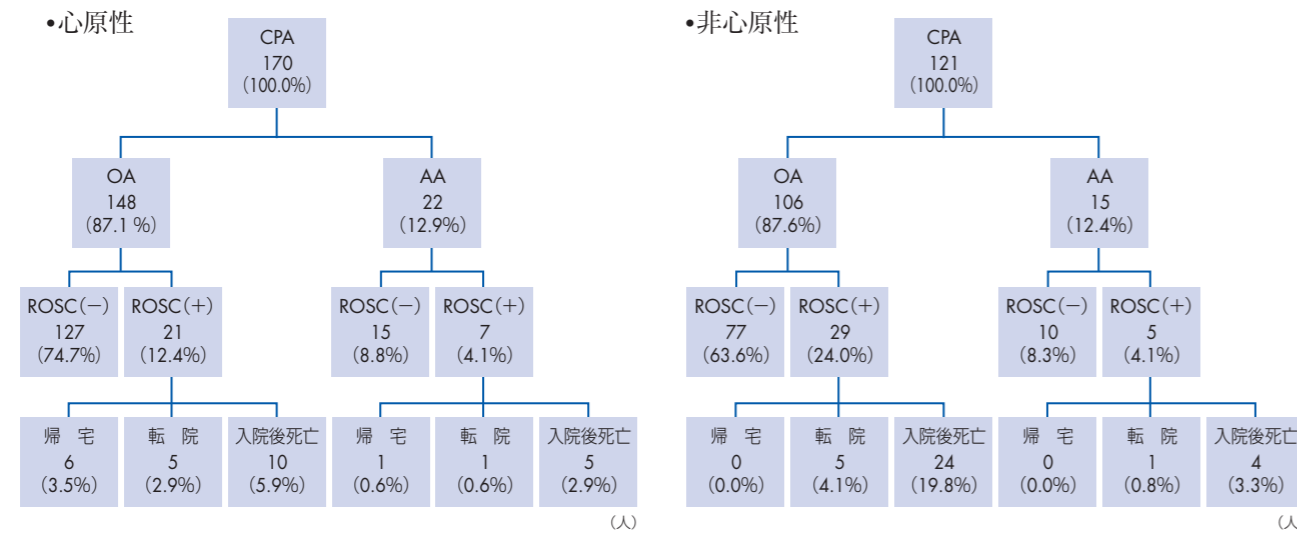 •心原性
CPA
170
(100.0%)
OA
148
(87.1 %)
AA
22
(12.9%)
ROSC(−)
127
(74.7%)
ROSC(+)
21
(12.4%)
ROSC(−)
15
(8.8%)
ROSC(+)
7
(4.1%)
帰 宅
6
(3.5%)
転 院
5
(2.9%)
入院後死亡
10
(5.9%)
帰 宅
1
(0.6%)
転 院
1
(0.6%)
入院後死亡
5
(2.9%)
(人)
•非心原性
CPA
121
(100.0%)
OA
106
(87.6%)
AA
15
(12.4%)
ROSC(−)
77
(63.6%)
ROSC(+)
29
(24.0%)
ROSC(−)
10
(8.3%)
ROSC(+)
5
(4.1%)
帰 宅
0
(0.0%)
転 院
5
(4.1%)
入院後死亡
24
(19.8%)
帰 宅
0
(0.0%)
転 院
1
(0.8%)
入院後死亡
4
(3.3%)
(人